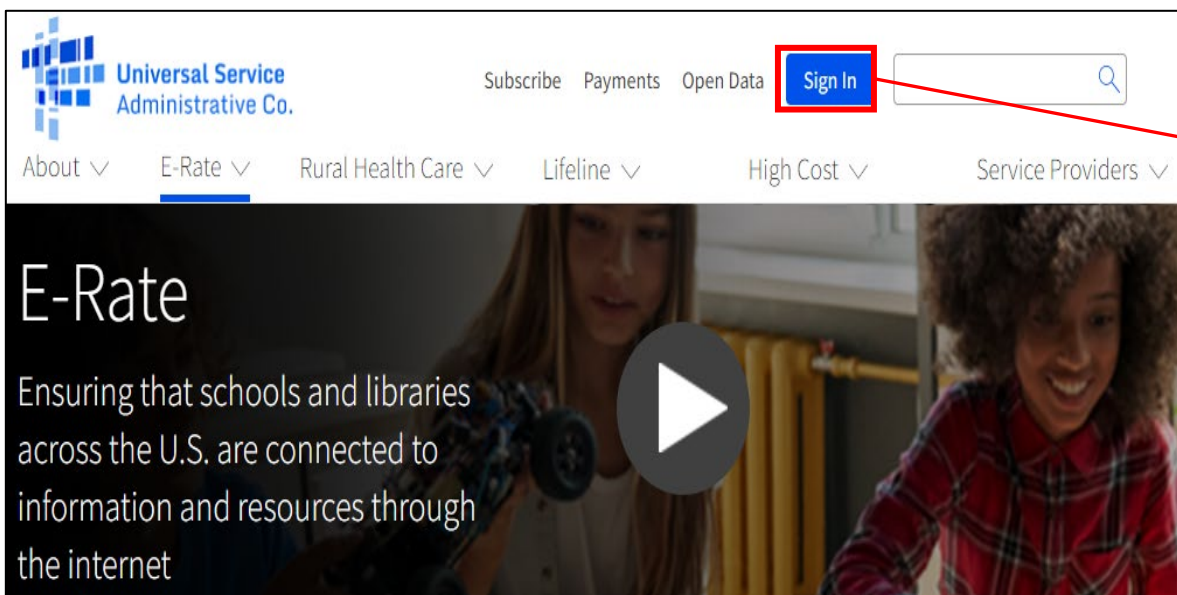 Universal Service
Administrative Co.
Subscribe Payments Open Data Sign In
About E-Rate Rural Health Care Lifeline High Cost Service Providers
E-Rate
Ensuring that schools and libraries
across the U.S. are connected to
information and resources through
the internet